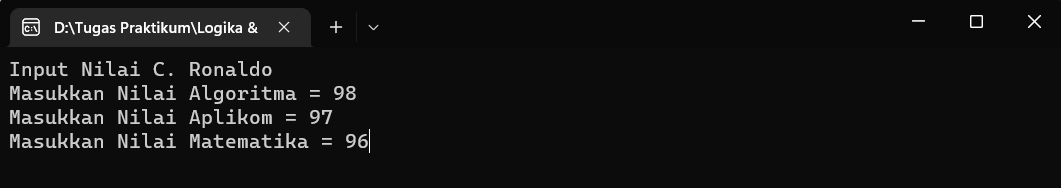 D:\Tugas Praktikum\Logika &
Input Nilai C. Ronaldo
Masukkan Nilai Algoritma = 98
Masukkan Nilai Aplikom = 97
Masukkan Nilai Matematika = 96